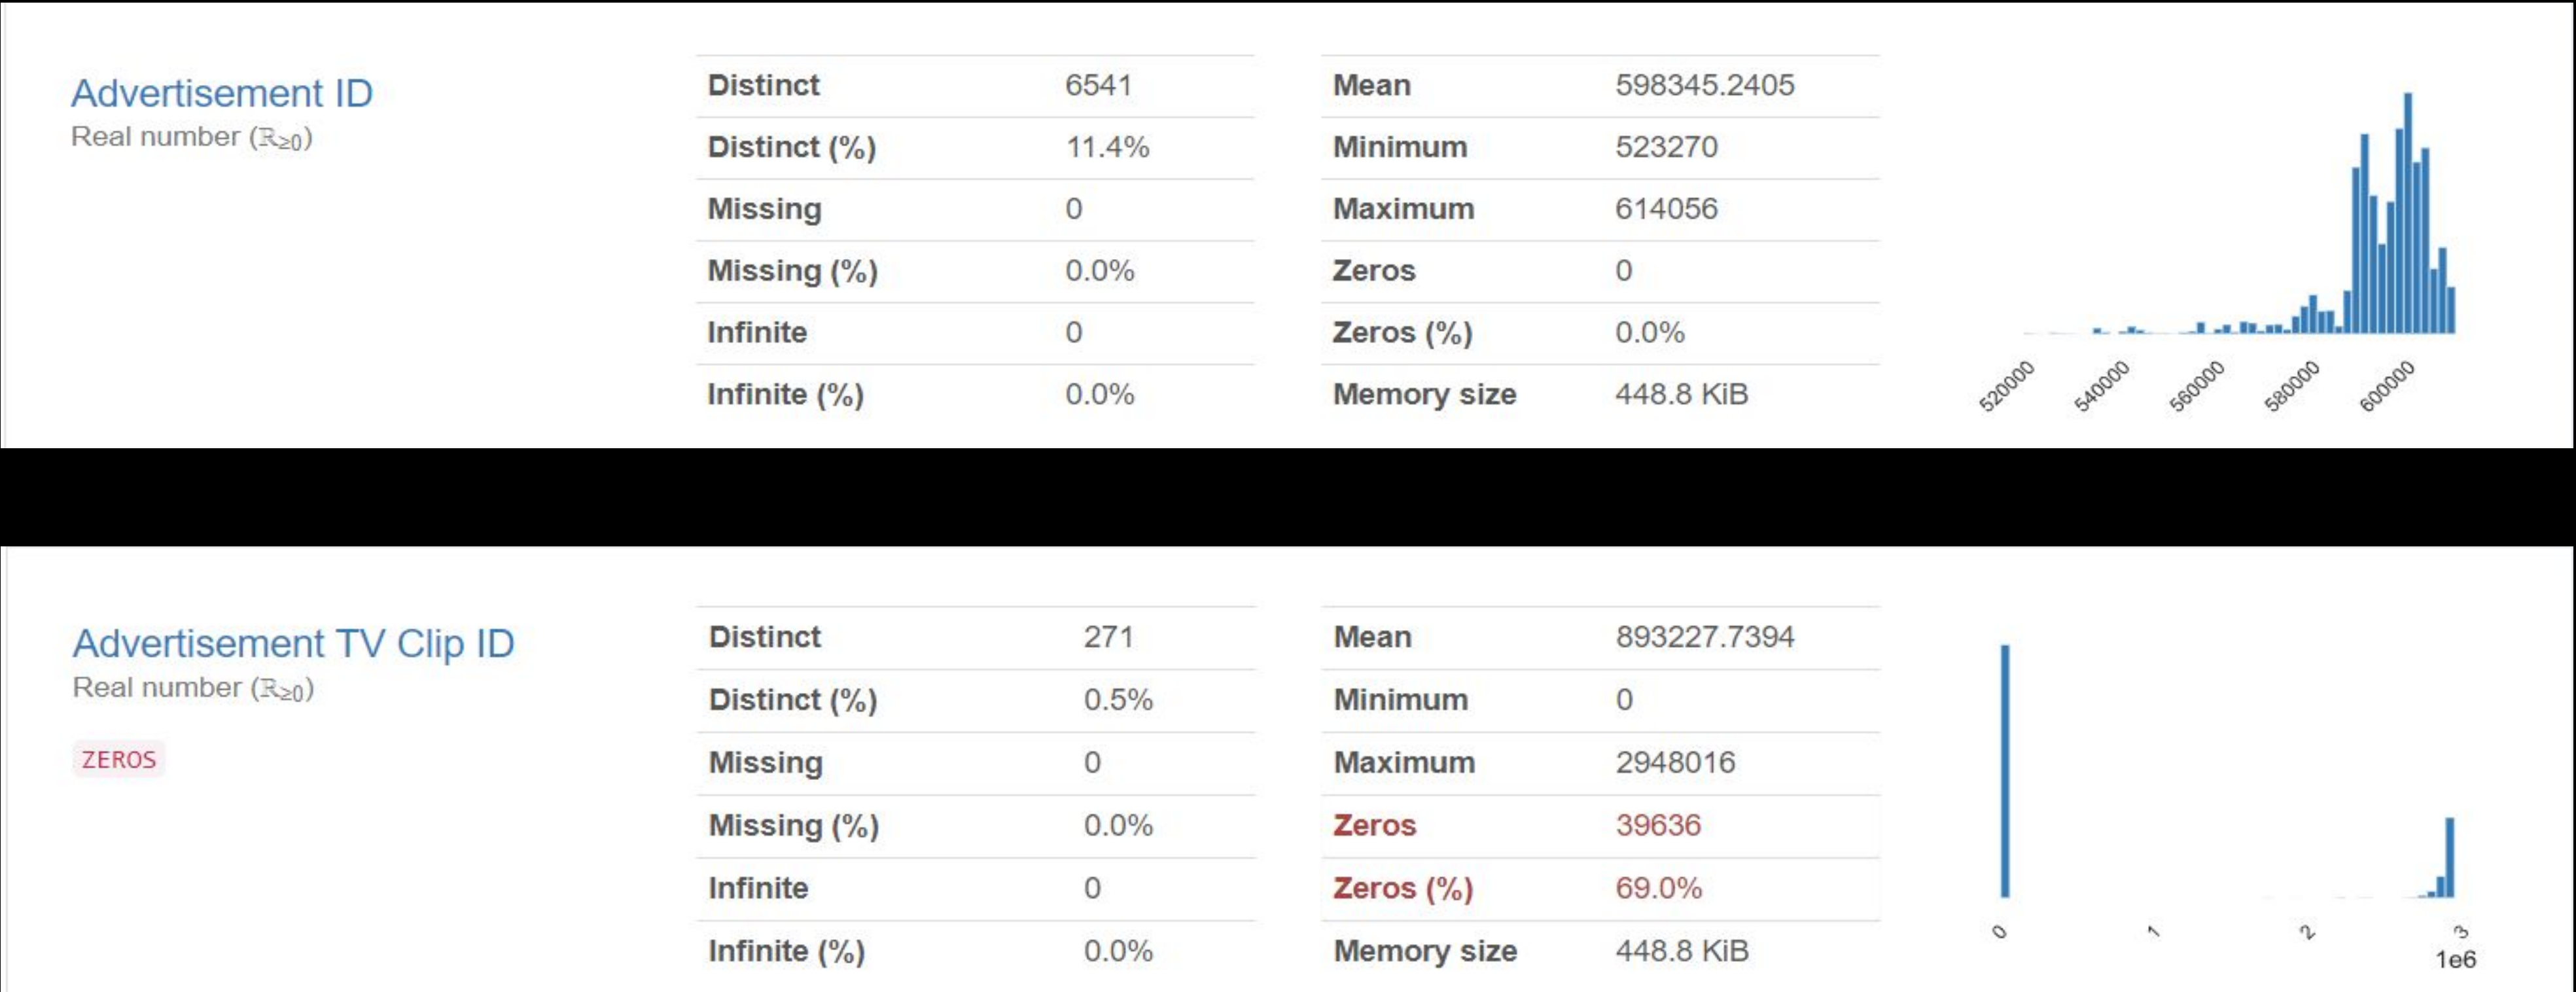 Advertisement ID
Real number (ℝ≥0)
Distinct 6541
Distinct (%) 11.4%
Missing 0
Missing (%) 0.0%
Infinite 0
Infinite (%) 0.0%
Mean 598345.2405
Minimum 523270
Maximum 614056
Zeros 0
Zeros (%) 0.0%
Memory size 448.8 KiB
520000 540000 560000 580000 600000
Advertisement TV Clip ID
Real number (ℝ≥0)
ZEROS
Distinct 271
Distinct (%) 0.5%
Missing 0
Missing (%) 0.0%
Infinite 0
Infinite (%) 0.0%
Mean 893227.7394
Minimum 0
Maximum 2948016
Zeros 39636
Zeros (%) 69.0%
Memory size 448.8 KiB
0 1 2 3
1e6